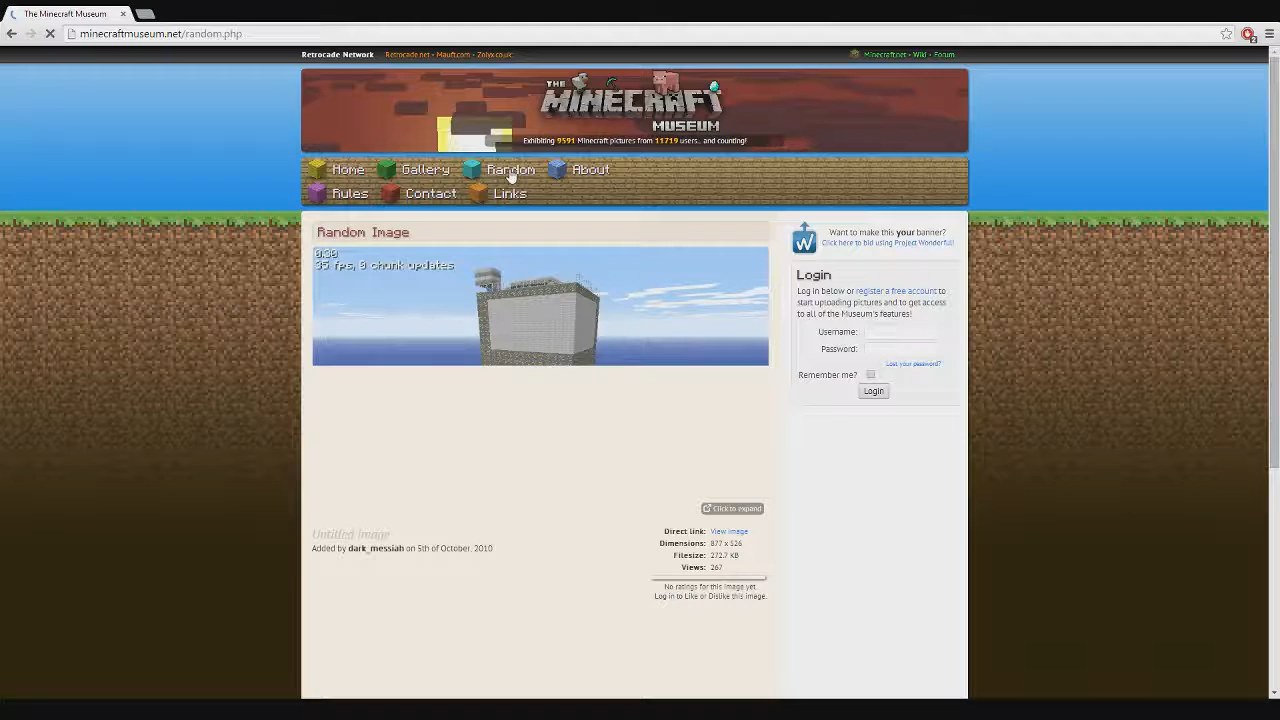 The Minecraft Museum
minecraftmuseum.net/random.php
Retrocade Network Retrocade.net - Mauft.com - Znlyx.co.uk
Minecraft.net - Wiki - Forum
THE
MINECRAFT
MUSEUM
Exhibiting 9591 Minecraft pictures from 11719 users.. and counting!
Home Gallery Random About
Rules Contact Links
Random Image
0:30
35 fps, 0 chunk updates
Click to expand
Untitled image
Added by dark_messiah on 5th of October, 2010
Direct link: View image
Dimensions: 877 x 526
Filesize: 272.7 KB
Views: 267
No ratings for this image yet.
Log in to Like or Dislike this image.
W
Want to make this your banner?
Click here to bid using Project Wonderful!
Login
Log in below or register a free account to
start uploading pictures and to get access
to all of the Museum's features!
Username:
Password:
Lost your password?
Remember me?
Login